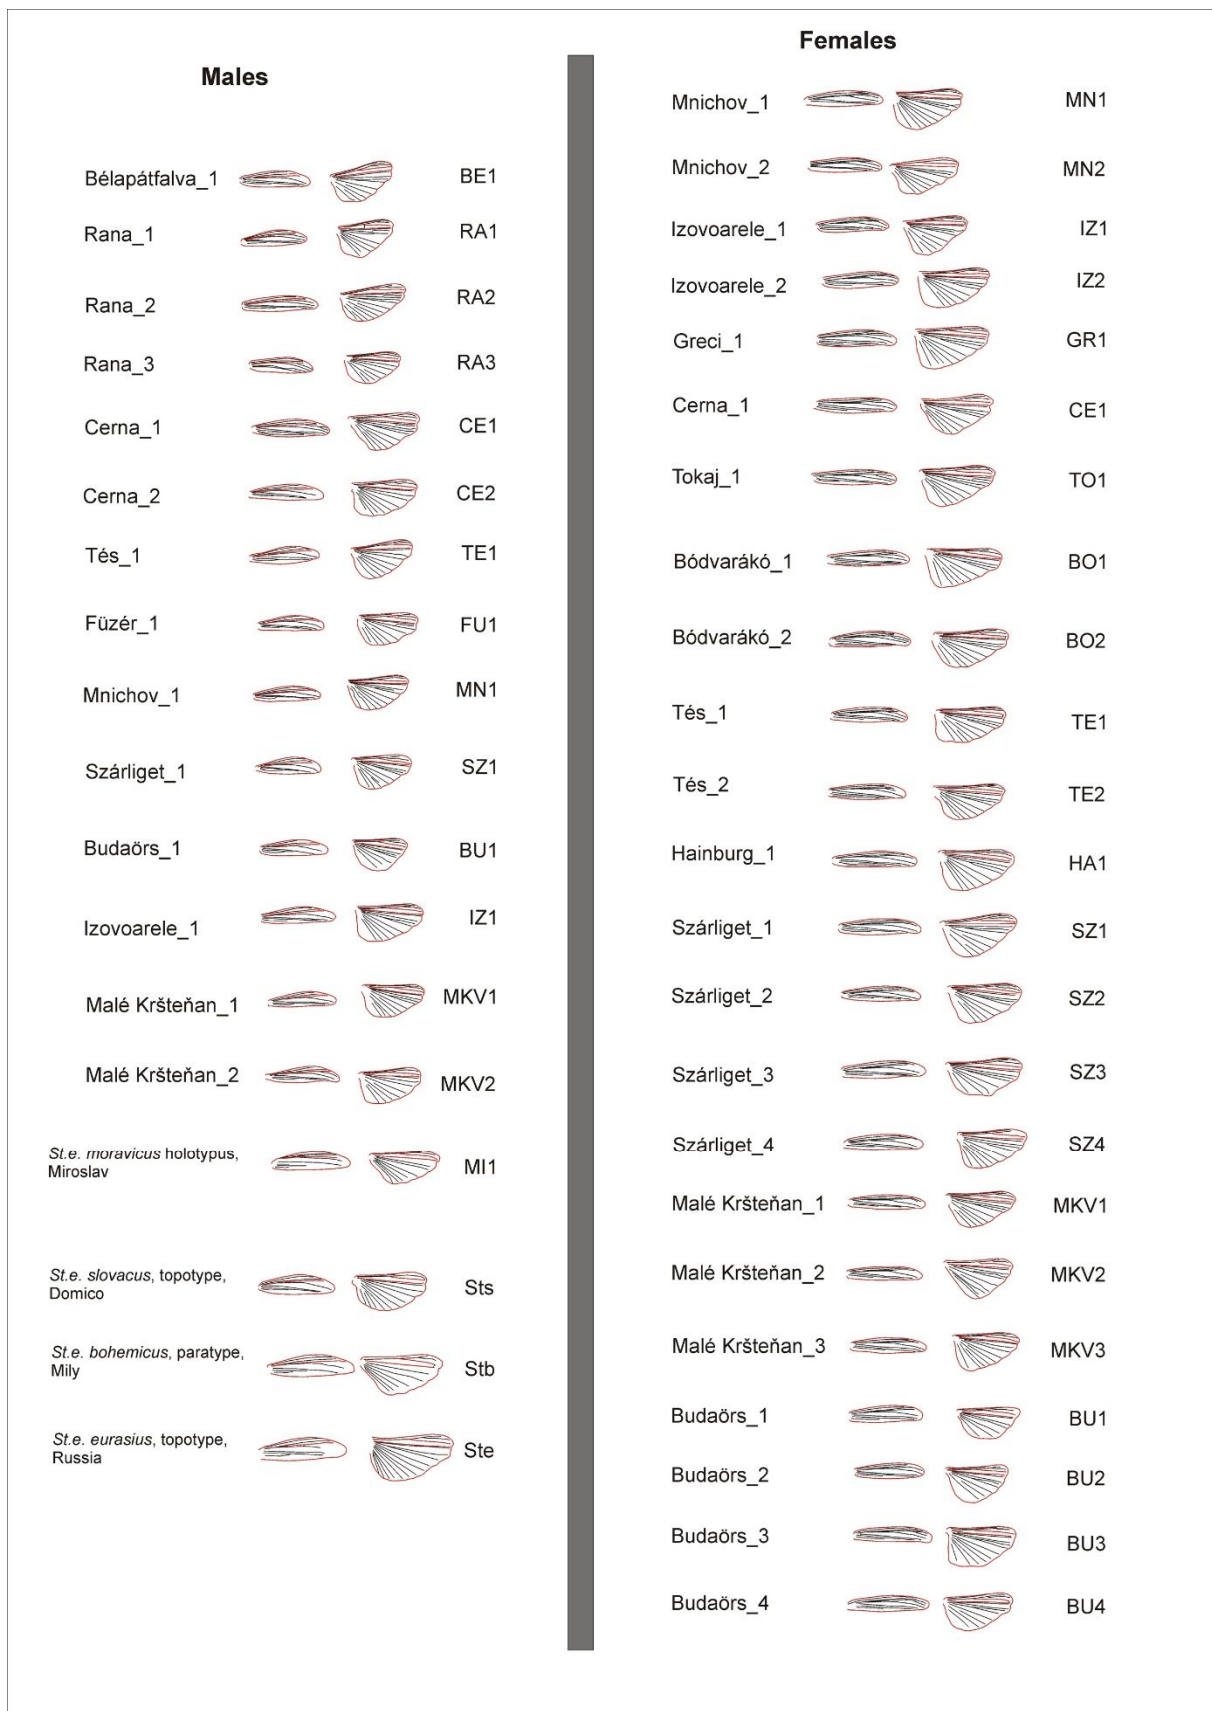 Males
Bélapátfalva_1 BE1
Rana_1 RA1
Rana_2 RA2
Rana_3 RA3
Cerna_1 CE1
Cerna_2 CE2
Tés_1 TE1
Füzér_1 FU1
Mnichov_1 MN1
Szárliget_1 SZ1
Budaörs_1 BU1
Izovoarele_1 IZ1
Malé Kršteňan_1 MKV1
Malé Kršteňan_2 MKV2
St.e. moravicus holotypus,
Miroslav MI1
St.e. slovacus, topotype,
Domico Sts
St.e. bohemicus, paratype,
Mily Stb
St.e. eurasius, topotype,
Russia Ste
Females
Mnichov_1 MN1
Mnichov_2 MN2
Izovoarele_1 IZ1
Izovoarele_2 IZ2
Greci_1 GR1
Cerna_1 CE1
Tokaj_1 TO1
Bódvarákó_1 BO1
Bódvarákó_2 BO2
Tés_1 TE1
Tés_2 TE2
Hainburg_1 HA1
Szárliget_1 SZ1
Szárliget_2 SZ2
Szárliget_3 SZ3
Szárliget_4 SZ4
Malé Kršteňan_1 MKV1
Malé Kršteňan_2 MKV2
Malé Kršteňan_3 MKV3
Budaörs_1 BU1
Budaörs_2 BU2
Budaörs_3 BU3
Budaörs_4 BU4